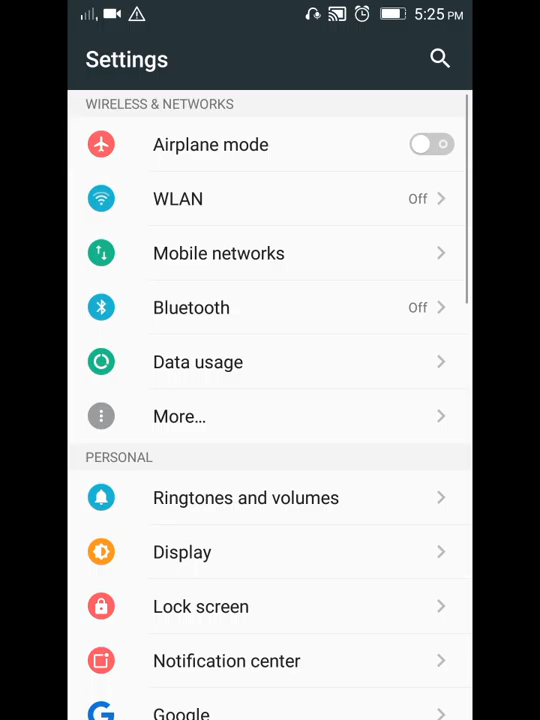 5:25 PM
Settings
WIRELESS & NETWORKS
Airplane mode
WLAN Off
Mobile networks
Bluetooth Off
Data usage
More...
PERSONAL
Ringtones and volumes
Display
Lock screen
Notification center
Google